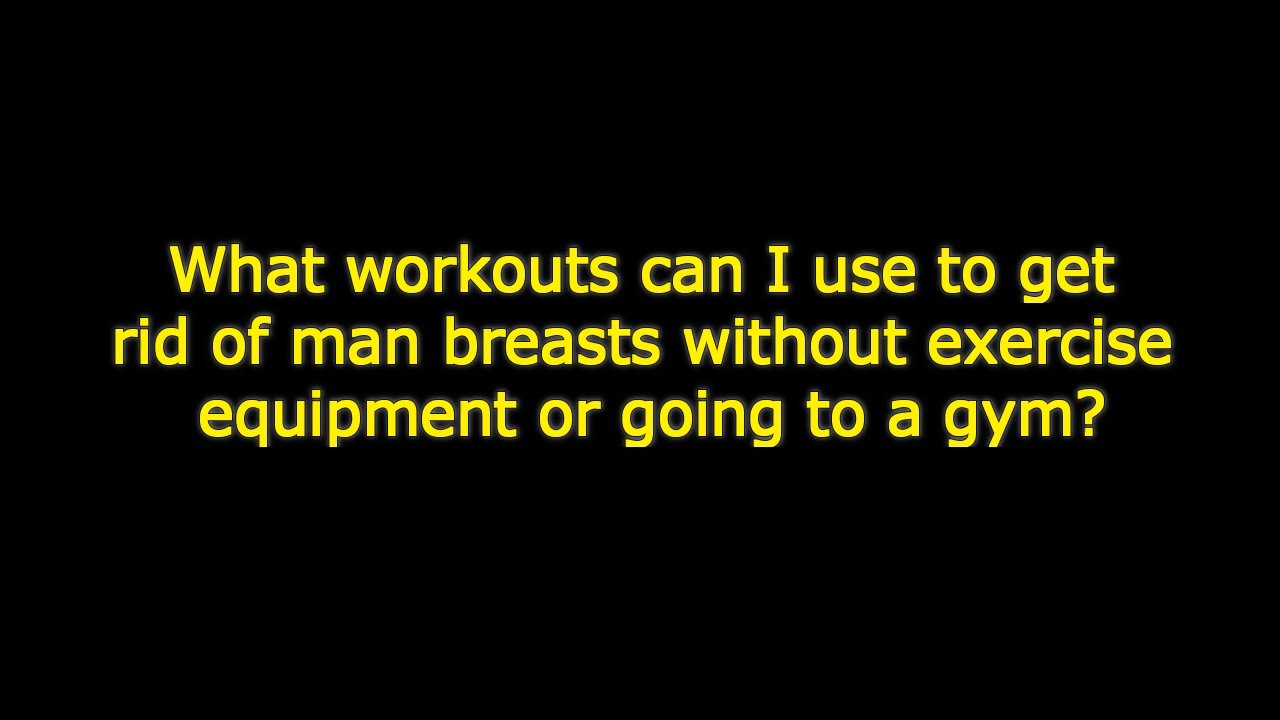 What workouts can I use to get
rid of man breasts without exercise
equipment or going to a gym?